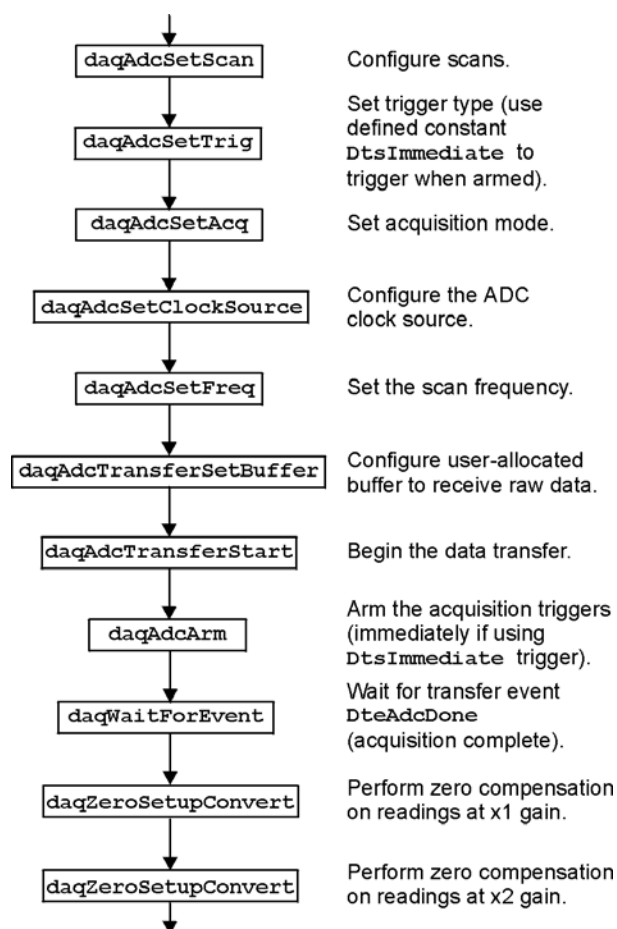 daqAdcSetScan
Configure scans.
daqAdcSetTrig
Set trigger type (use
defined constant
DtsImmediate to
trigger when armed).
daqAdcSetAcq
Set acquisition mode.
daqAdcSetClockSource
Configure the ADC
clock source.
daqAdcSetFreq
Set the scan frequency.
daqAdcTransferSetBuffer
Configure user-allocated
buffer to receive raw data.
daqAdcTransferStart
Begin the data transfer.
daqAdcArm
Arm the acquisition triggers
(immediately if using
DtsImmediate trigger).
daqWaitForEvent
Wait for transfer event
DteAdcDone
(acquisition complete).
daqZeroSetupConvert
Perform zero compensation
on readings at x1 gain.
daqZeroSetupConvert
Perform zero compensation
on readings at x2 gain.